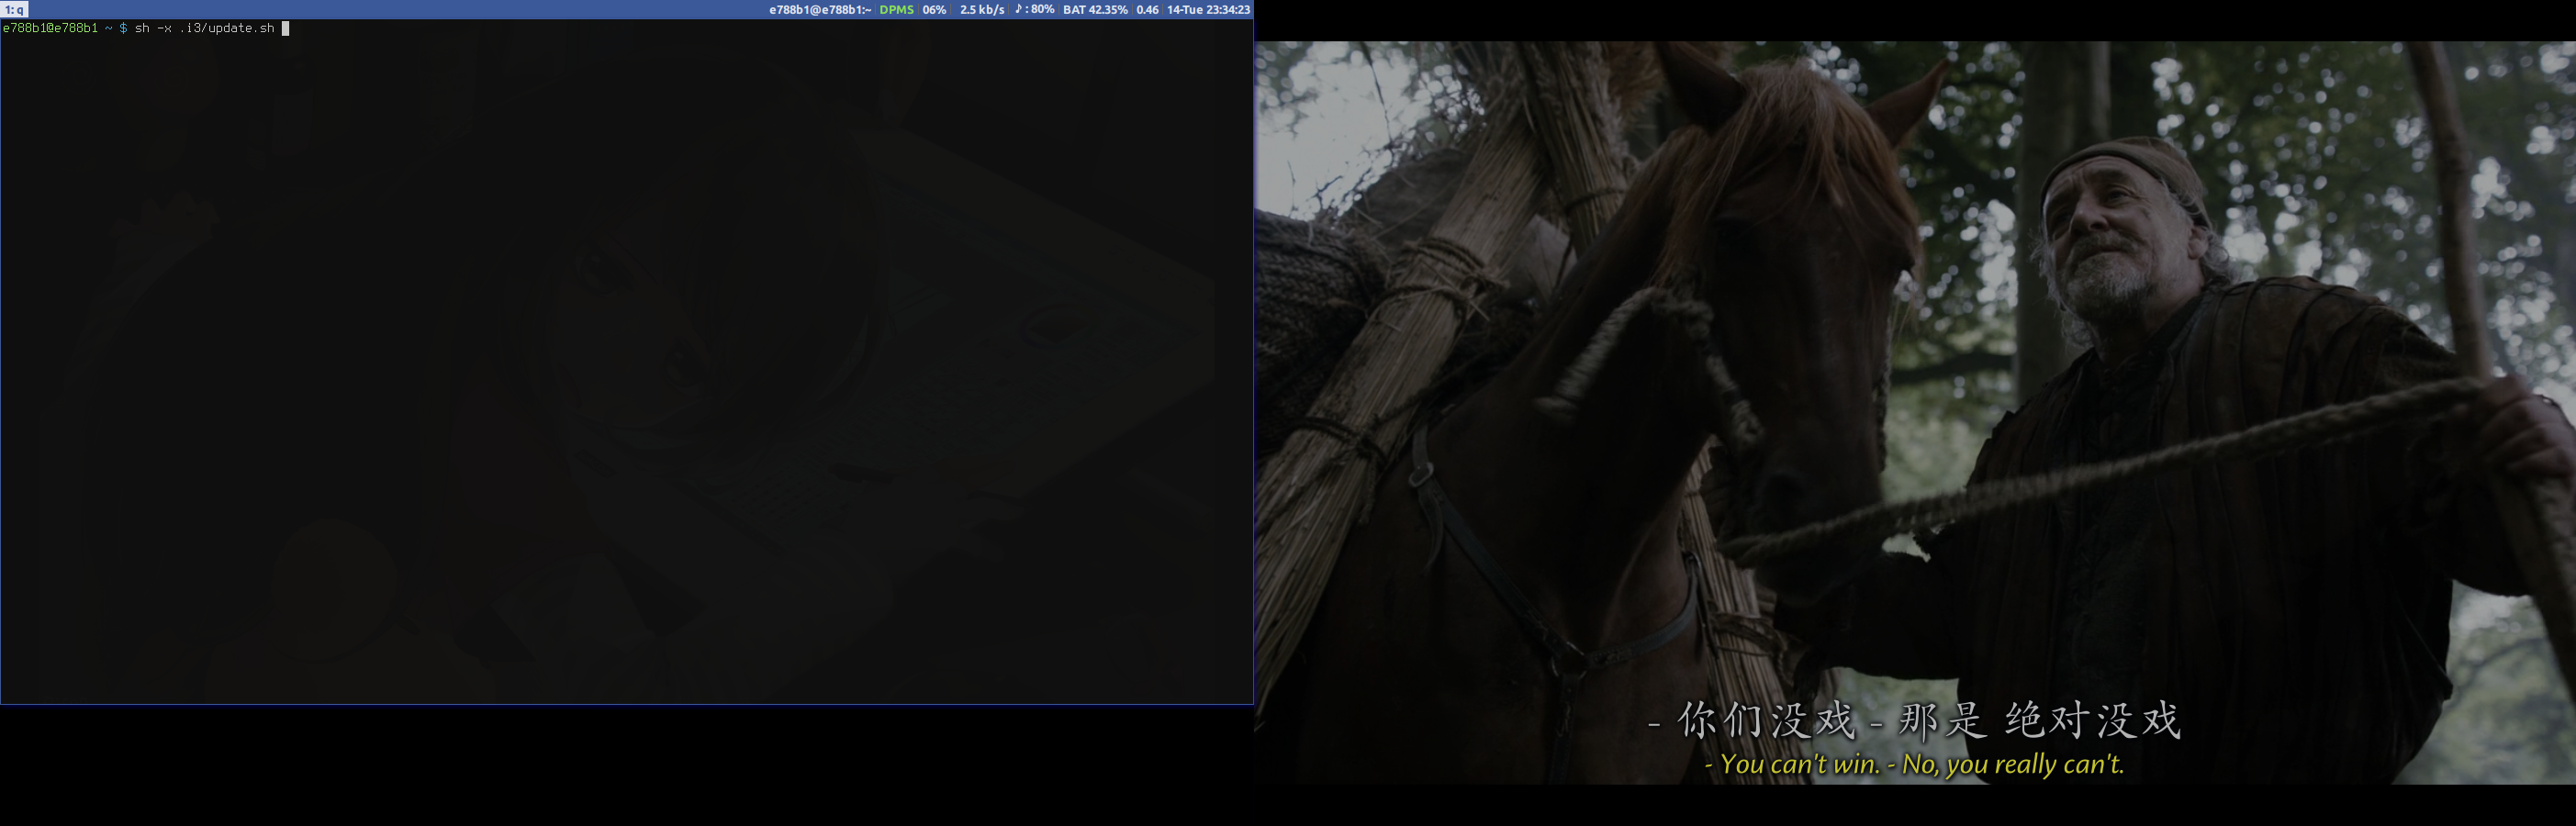 1: q
e788b1@e788b1:~ DPMS 06% 2.5 kb/s ♪: 80% BAT 42.35% 0.46 14-Tue 23:34:23
e788b1@e788b1 ~ $ sh -x .i3/update.sh
- 你们没戏 - 那是 绝对没戏
- You can't win. - No, you really can't.